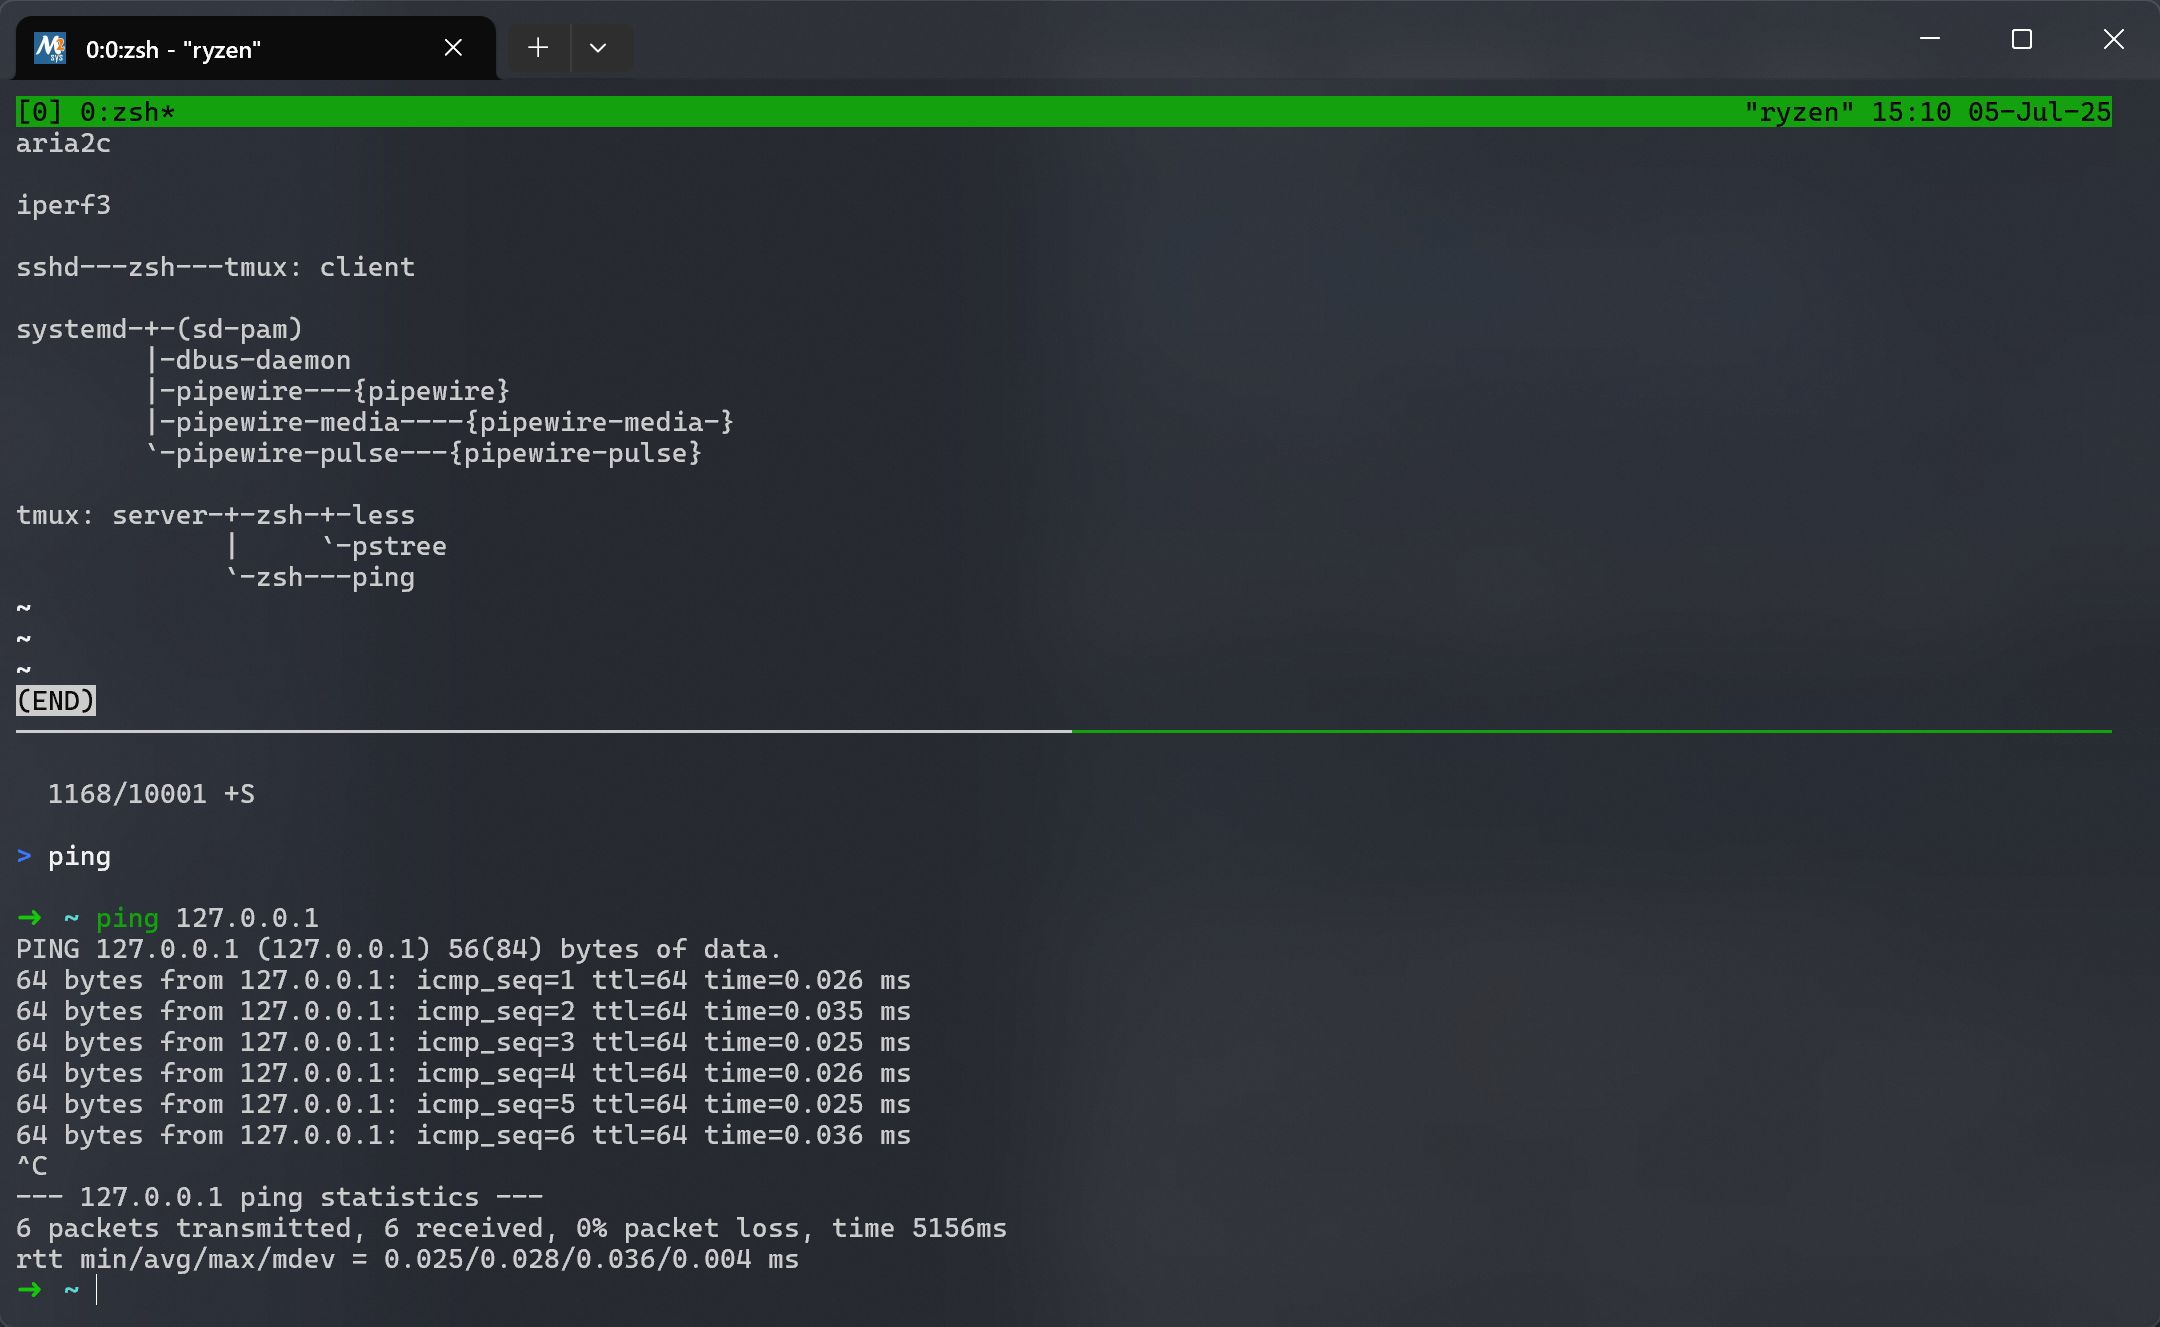 0:0:zsh - "ryzen"
[0] 0:zsh* "ryzen" 15:10 05-Jul-25
aria2c

iperf3

sshd---zsh---tmux: client

systemd-+-(sd-pam)
        |-dbus-daemon
        |-pipewire---{pipewire}
        |-pipewire-media----{pipewire-media-}
        `-pipewire-pulse---{pipewire-pulse}

tmux: server-+-zsh-+-less
             |     `-pstree
             `-zsh---ping
~
~
~
(END)

  1168/10001 +S

> ping

➜  ~ ping 127.0.0.1
PING 127.0.0.1 (127.0.0.1) 56(84) bytes of data.
64 bytes from 127.0.0.1: icmp_seq=1 ttl=64 time=0.026 ms
64 bytes from 127.0.0.1: icmp_seq=2 ttl=64 time=0.035 ms
64 bytes from 127.0.0.1: icmp_seq=3 ttl=64 time=0.025 ms
64 bytes from 127.0.0.1: icmp_seq=4 ttl=64 time=0.026 ms
64 bytes from 127.0.0.1: icmp_seq=5 ttl=64 time=0.025 ms
64 bytes from 127.0.0.1: icmp_seq=6 ttl=64 time=0.036 ms
^C
--- 127.0.0.1 ping statistics ---
6 packets transmitted, 6 received, 0% packet loss, time 5156ms
rtt min/avg/max/mdev = 0.025/0.028/0.036/0.004 ms
➜  ~